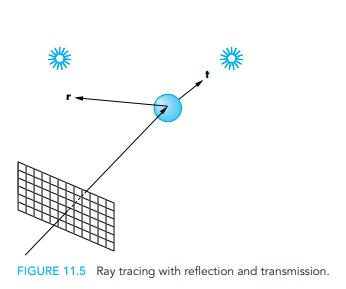 t
r
FIGURE 11.5 Ray tracing with reflection and transmission.